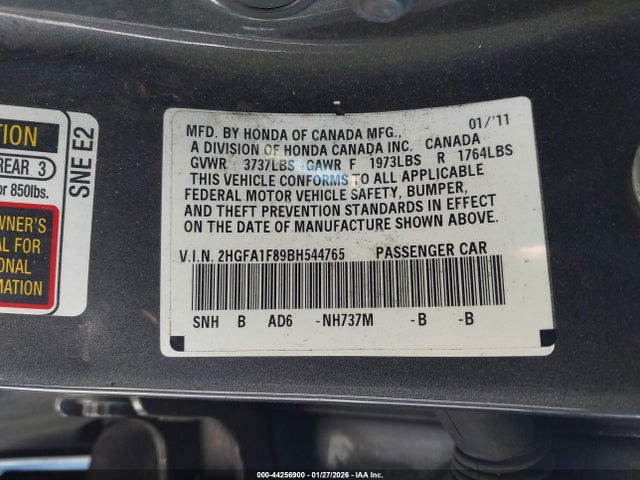 TION
REAR 3
or 850lbs.
OWNER'S
AL FOR
ONAL
MATION
SNE E2
01/'11
MFD. BY HONDA OF CANADA MFG.,
A DIVISION OF HONDA CANADA INC. CANADA
GVWR 3737LBS GAWR F 1973LBS R 1764LBS
THIS VEHICLE CONFORMS TO ALL APPLICABLE
FEDERAL MOTOR VEHICLE SAFETY, BUMPER,
AND THEFT PREVENTION STANDARDS IN EFFECT
ON THE DATE OF MANUFACTURE SHOWN ABOVE.
V.I.N. 2HGFA1F89BH544765 PASSENGER CAR
SNH B AD6 -NH737M -B -B
000-44256900 - 01/27/2026 - IAA Inc.